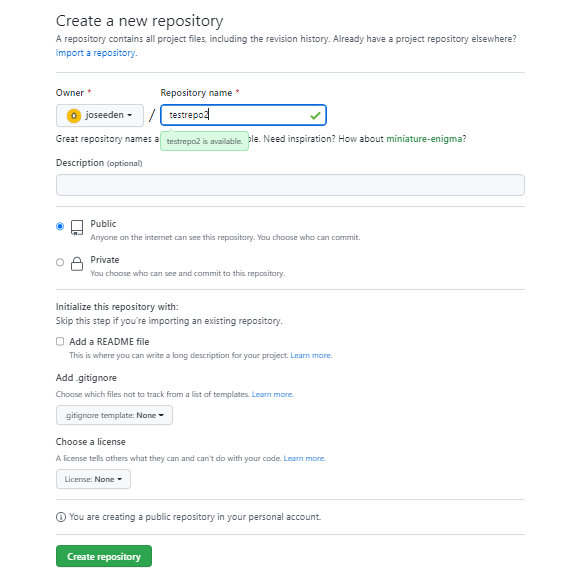 Create a new repository
A repository contains all project files, including the revision history. Already have a project repository elsewhere?
Import a repository.
Owner *
Repository name *
joseeden
/
testrepo2
Great repository names a
testrepo2 is available.
ble. Need inspiration? How about miniature-enigma?
Description (optional)
Public
Anyone on the internet can see this repository. You choose who can commit.
Private
You choose who can see and commit to this repository.
Initialize this repository with:
Skip this step if you're importing an existing repository.
Add a README file
This is where you can write a long description for your project. Learn more.
Add .gitignore
Choose which files not to track from a list of templates. Learn more.
.gitignore template: None
Choose a license
A license tells others what they can and can't do with your code. Learn more.
License: None
You are creating a public repository in your personal account.
Create repository